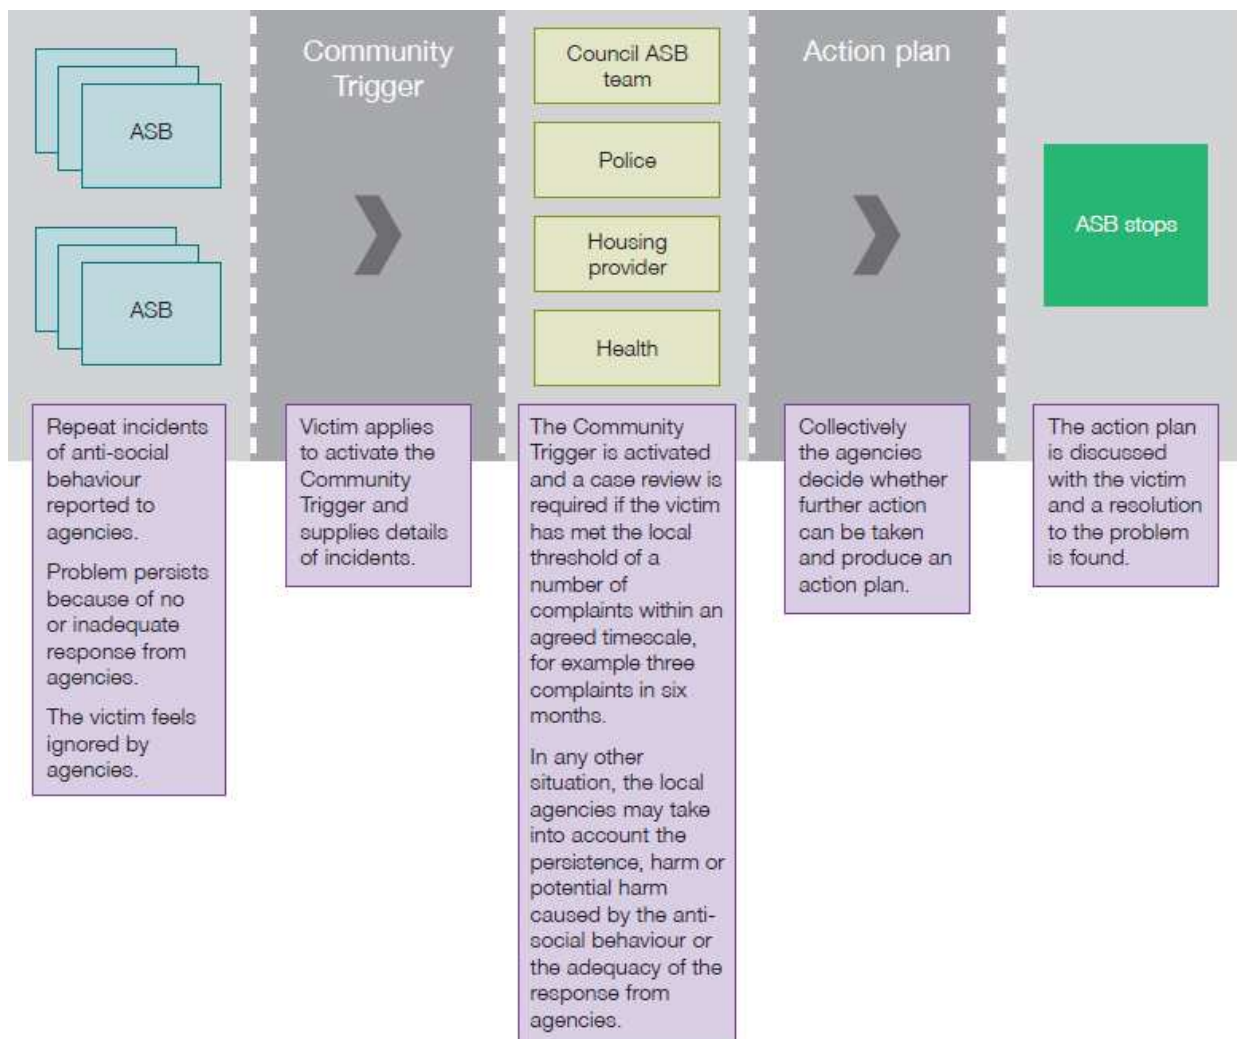 ASB
ASB
Community
Trigger
Council ASB
team
Police
Housing
provider
Health
Action plan
ASB stops
Repeat incidents
of anti-social
behaviour
reported to
agencies.
Problem persists
because of no
or inadequate
response from
agencies.
The victim feels
ignored by
agencies.
Victim applies
to activate the
Community
Trigger and
supplies details
of incidents.
The Community
Trigger is activated
and a case review is
required if the victim
has met the local
threshold of a
number of
complaints within an
agreed timescale,
for example three
complaints in six
months.
In any other
situation, the local
agencies may take
into account the
persistence, harm or
potential harm
caused by the anti-
social behaviour or
the adequacy of the
response from
agencies.
Collectively
the agencies
decide whether
further action
can be taken
and produce an
action plan.
The action plan
is discussed
with the victim
and a resolution
to the problem
is found.